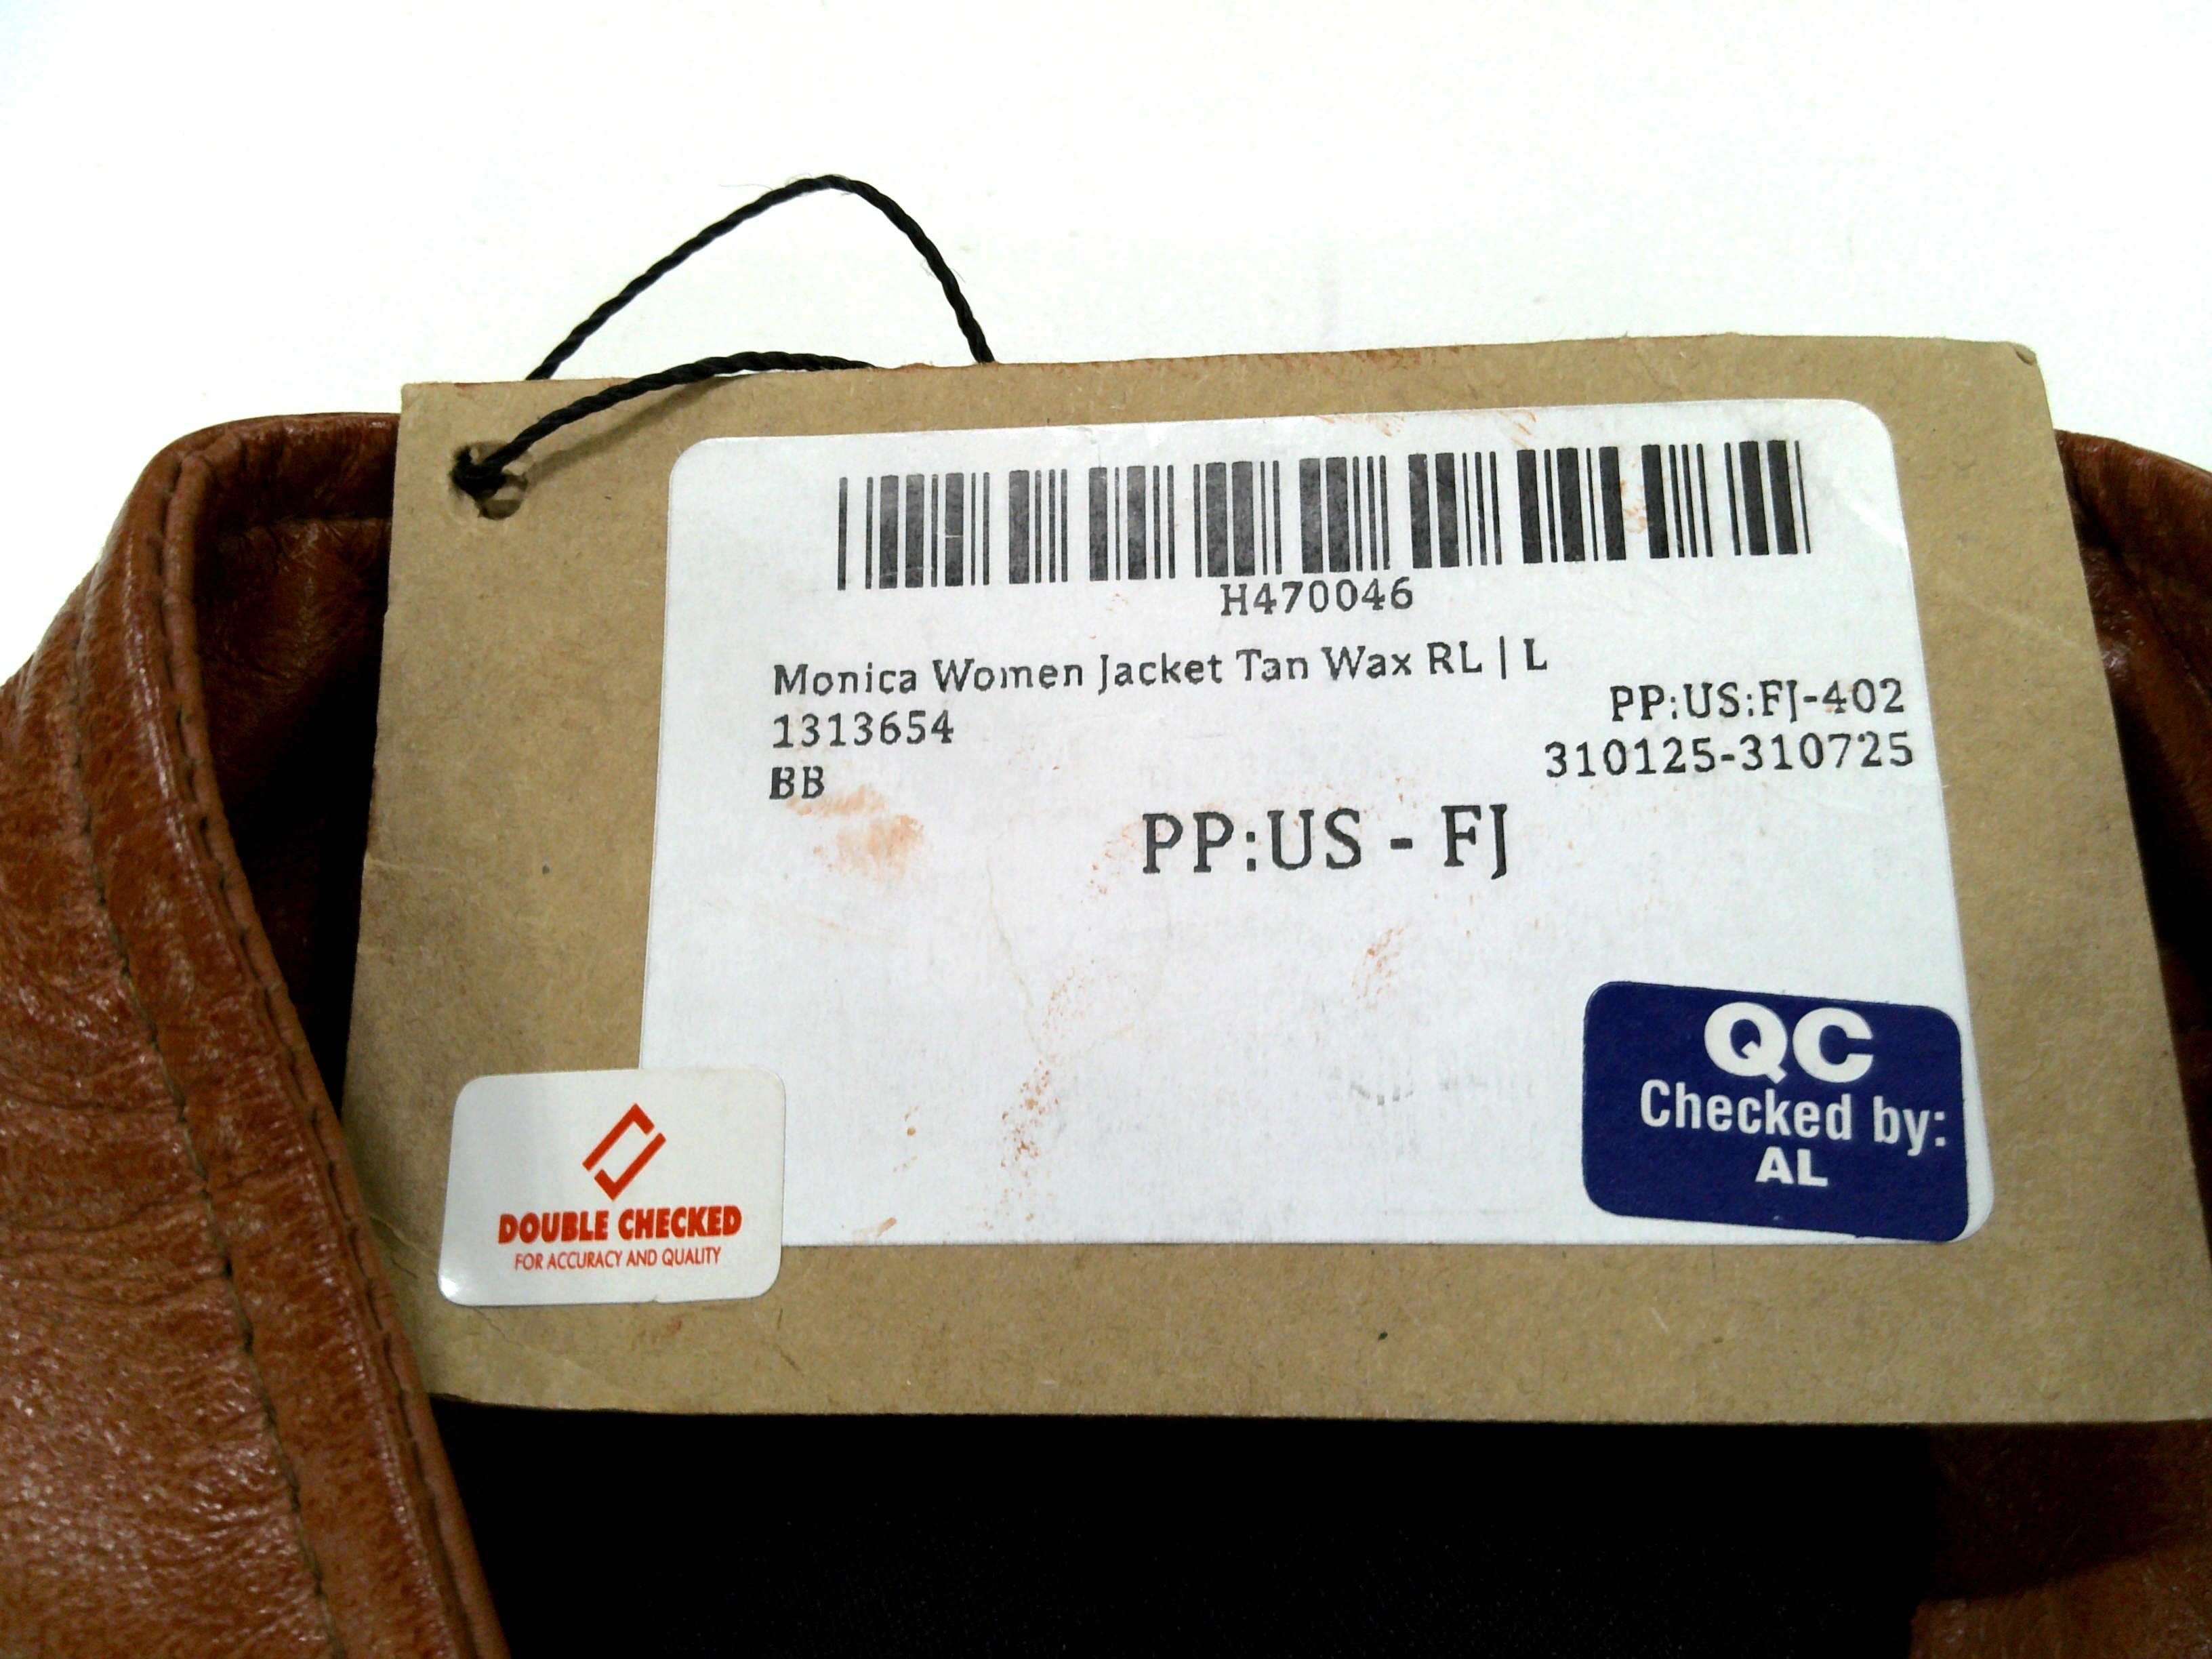 H470046
Monica Women Jacket Tan Wax RL | L
1313654
PP:US:FJ-402
BB
310125-310725
PP:US - FJ
QC
Checked by:
AL
DOUBLE CHECKED
FOR ACCURACY AND QUALITY